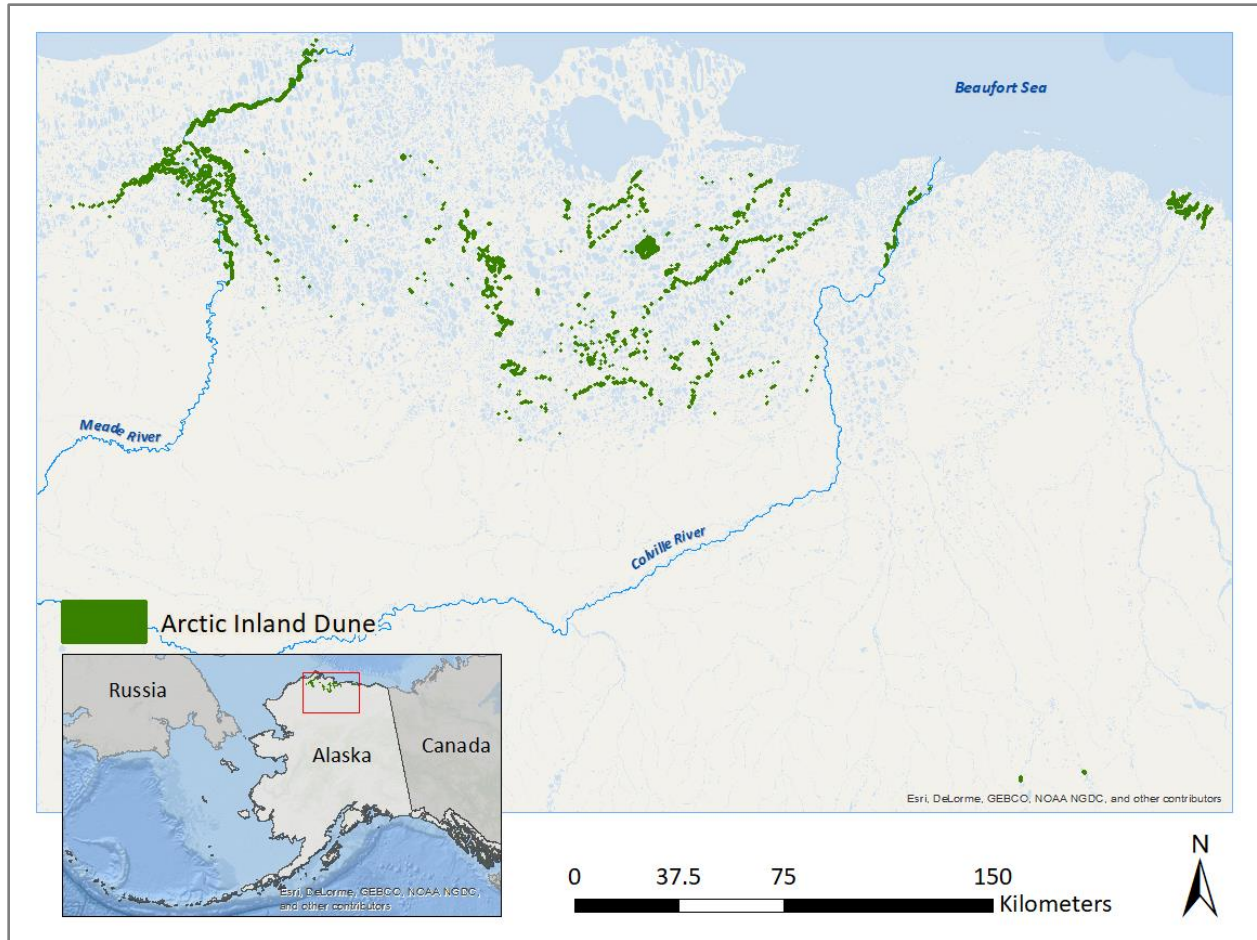 Beaufort Sea
Meade River
Colville River
Arctic Inland Dune
Esri, DeLorme, GEBCO, NOAA NGDC, and other contributors
Russia
Alaska
Canada
Esri, DeLorme, GEBCO, NOAA NGDC,
and other contributors
N
0 37.5 75 150
Kilometers